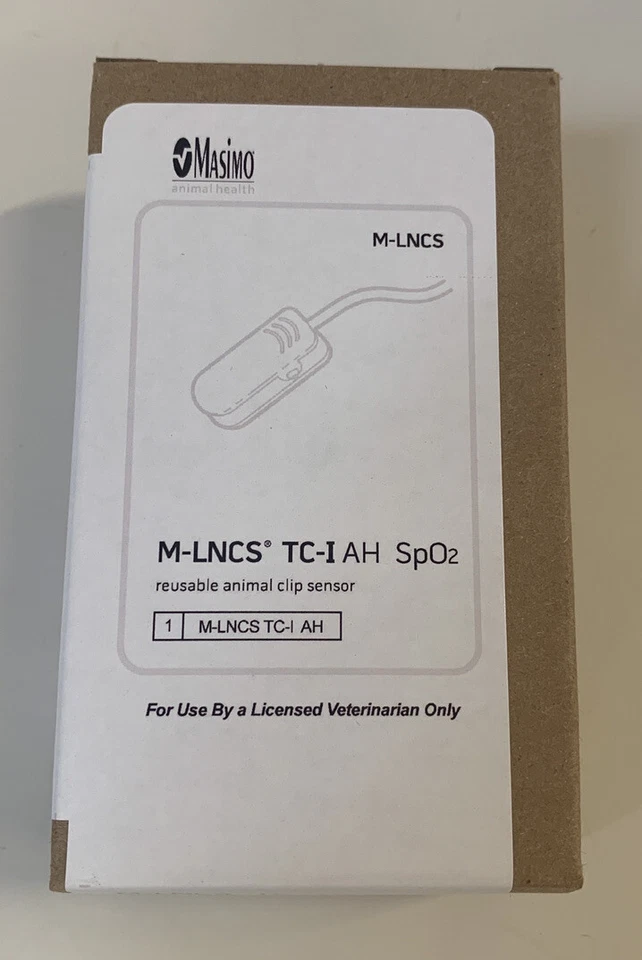 MASIMO
animal health
M-LNCS
M-LNCS® TC-I AH SpO2
reusable animal clip sensor
1 M-LNCS TC-I AH
For Use By a Licensed Veterinarian Only